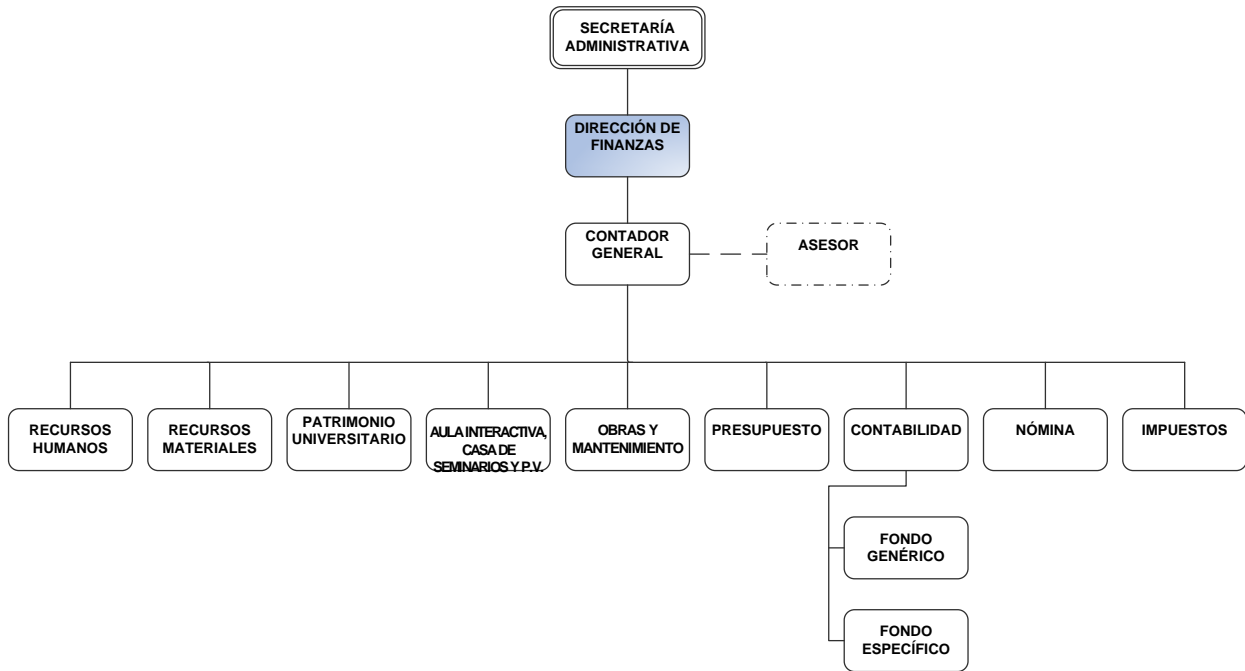 SECRETARÍA
ADMINISTRATIVA
DIRECCIÓN DE
FINANZAS
CONTADOR
GENERAL
ASESOR
RECURSOS
HUMANOS
RECURSOS
MATERIALES
PATRIMONIO
UNIVERSITARIO
AULA INTERACTIVA,
CASA DE
SEMINARIOS Y P.V.
OBRAS Y
MANTENIMIENTO
PRESUPUESTO
CONTABILIDAD
NÓMINA
IMPUESTOS
FONDO
GENÉRICO
FONDO
ESPECÍFICO